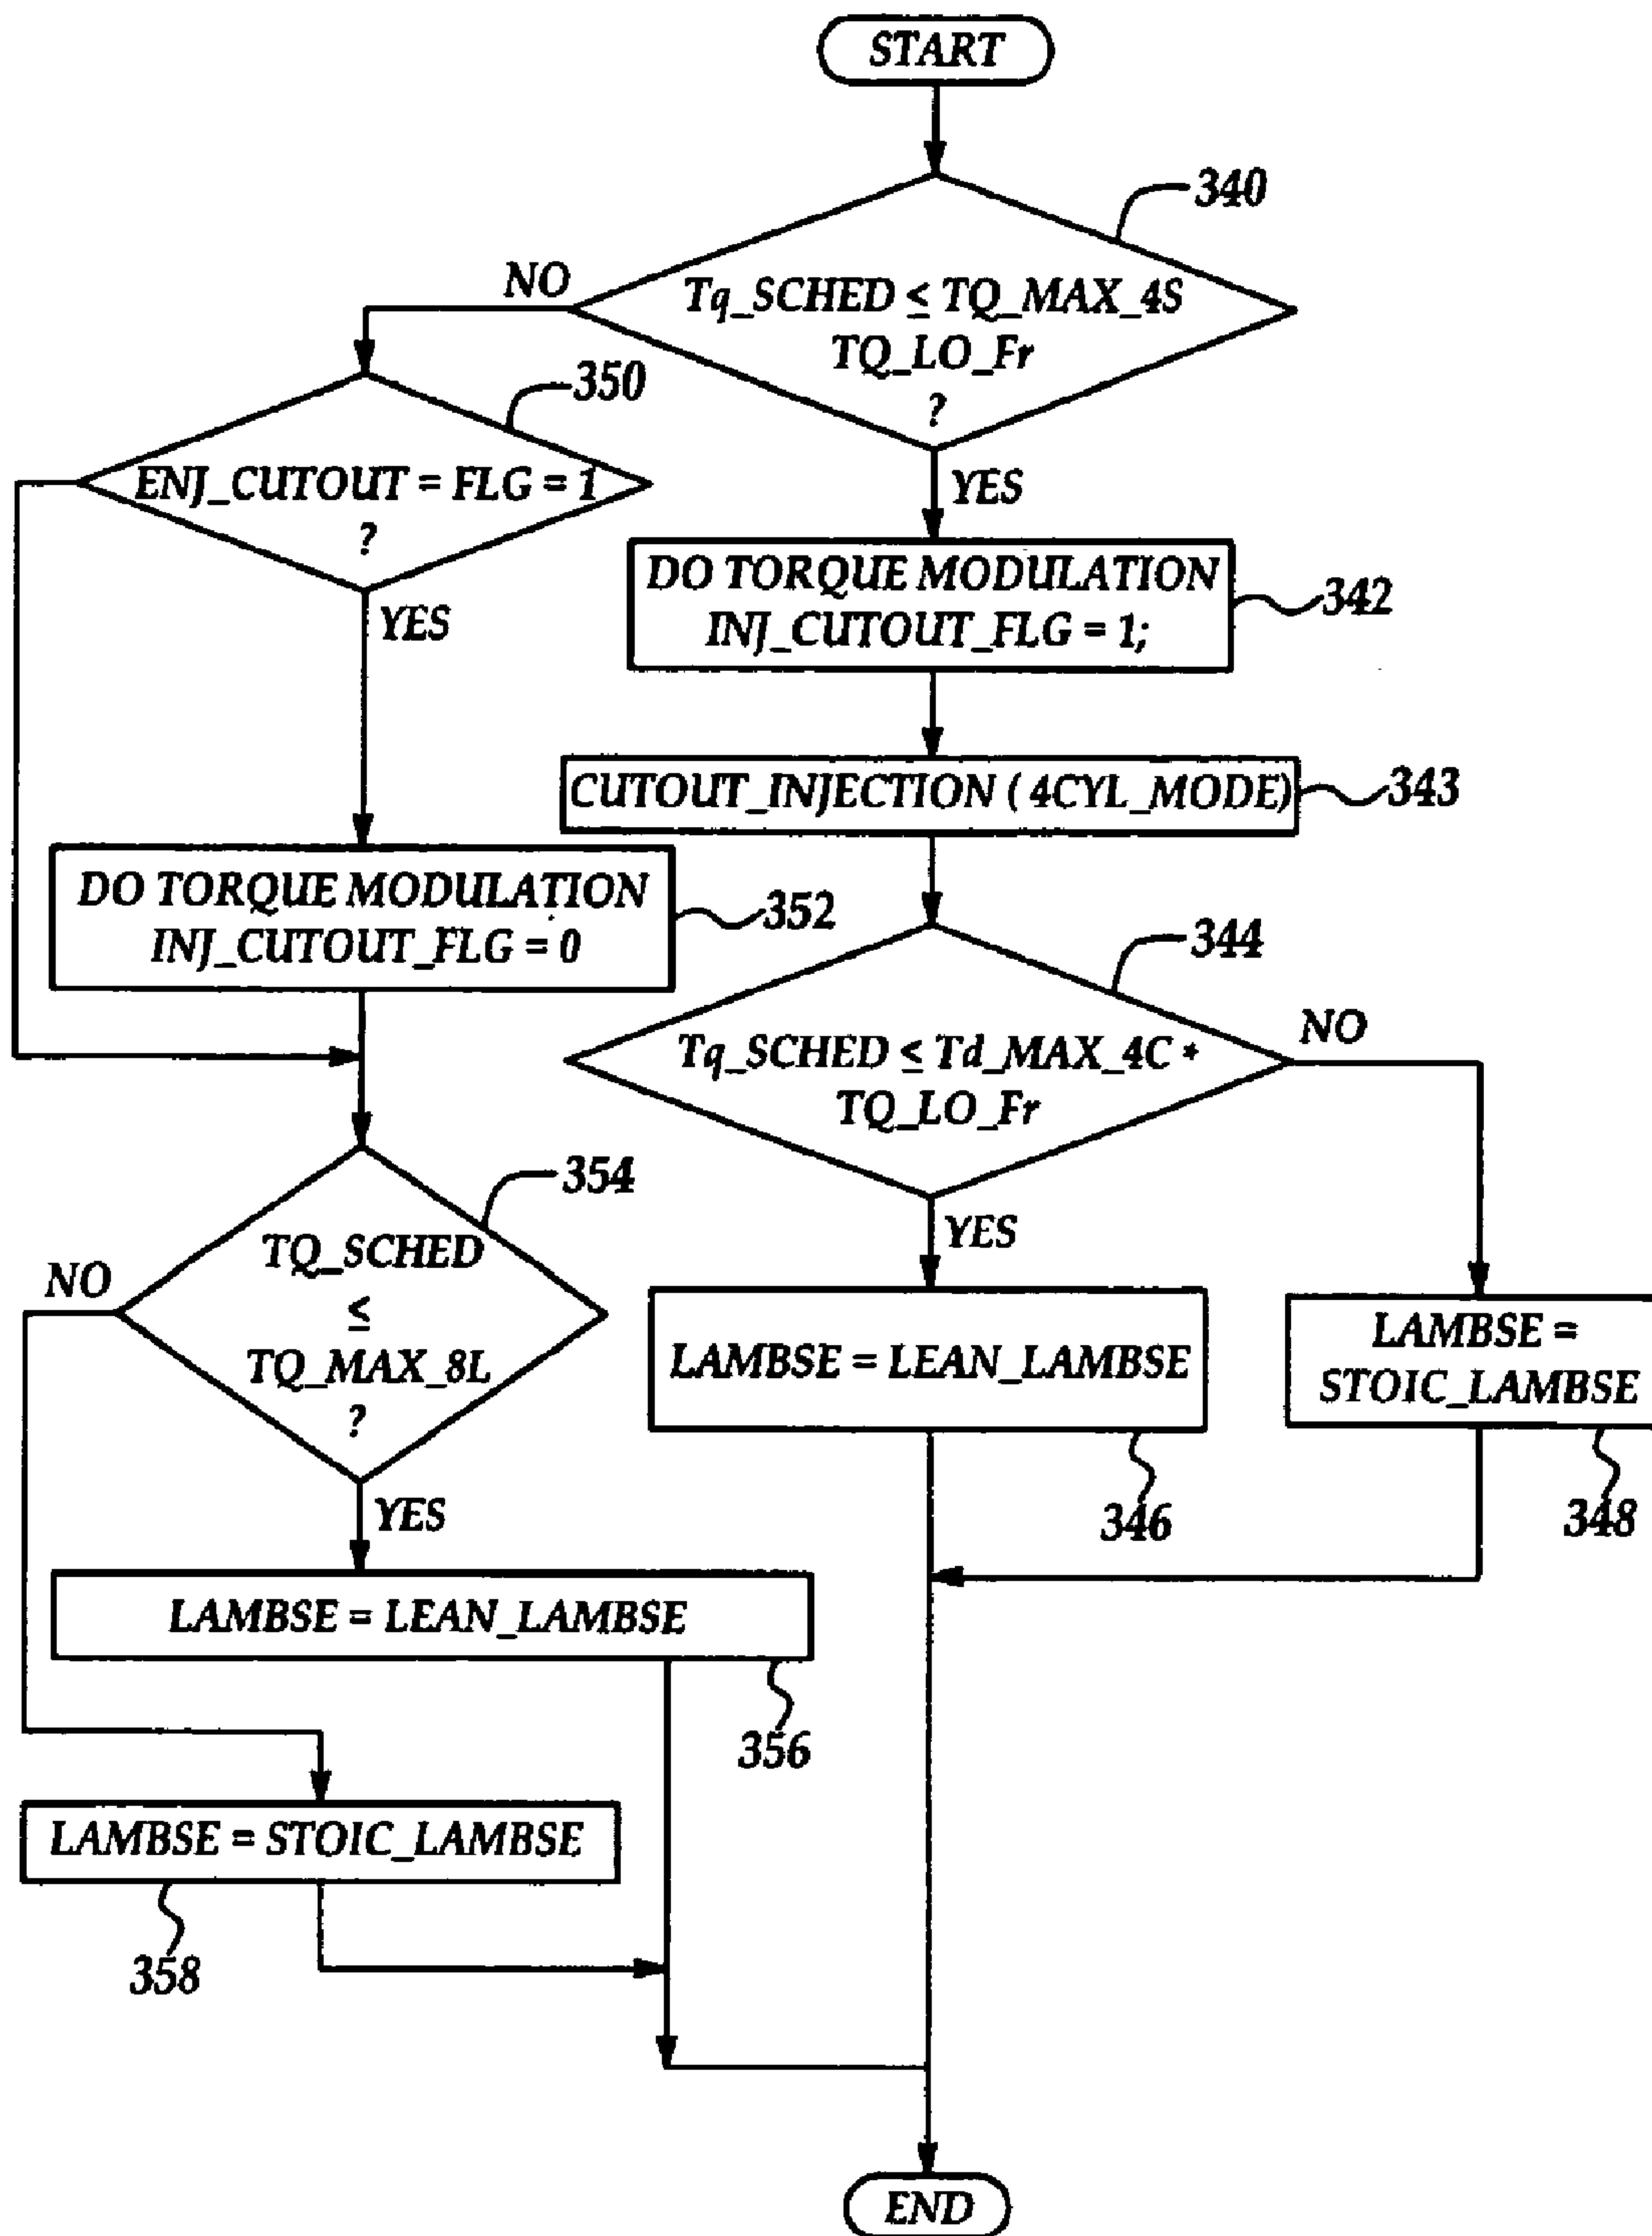 START
340
NO
Tq_SCHED ≤ TQ_MAX_4S
TQ_LO_Fr
?
350
ENJ_CUTOUT = FLG = 1
?
YES
YES
DO TORQUE MODULATION
INJ_CUTOUT_FLG = 1;
342
CUTOUT_INJECTION ( 4CYL_MODE)
343
DO TORQUE MODULATION
INJ_CUTOUT_FLG = 0
352
344
NO
Tq_SCHED ≤ Td_MAX_4C *
TQ_LO_Fr
354
TQ_SCHED
≤
TQ_MAX_8L
?
NO
YES
LAMBSE = LEAN_LAMBSE
346
LAMBSE =
STOIC_LAMBSE
348
YES
LAMBSE = LEAN_LAMBSE
356
LAMBSE = STOIC_LAMBSE
358
END